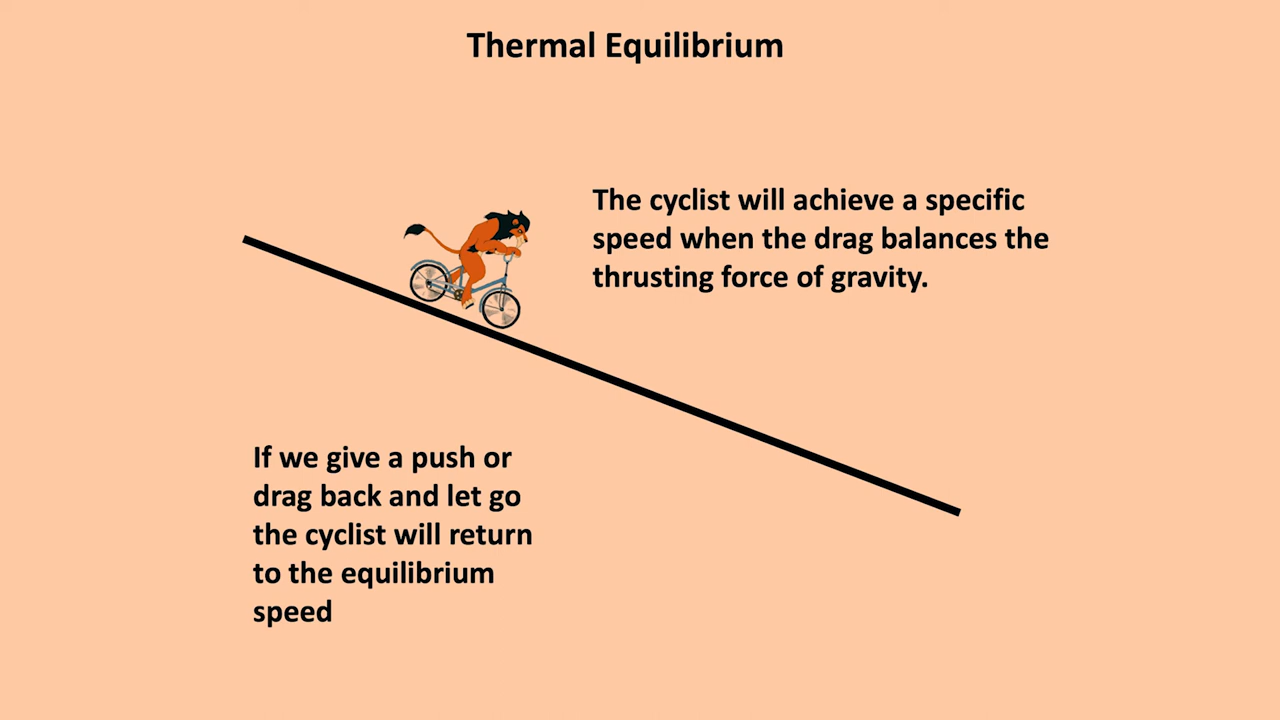 Thermal Equilibrium
The cyclist will achieve a specific
speed when the drag balances the
thrusting force of gravity.
If we give a push or
drag back and let go
the cyclist will return
to the equilibrium
speed